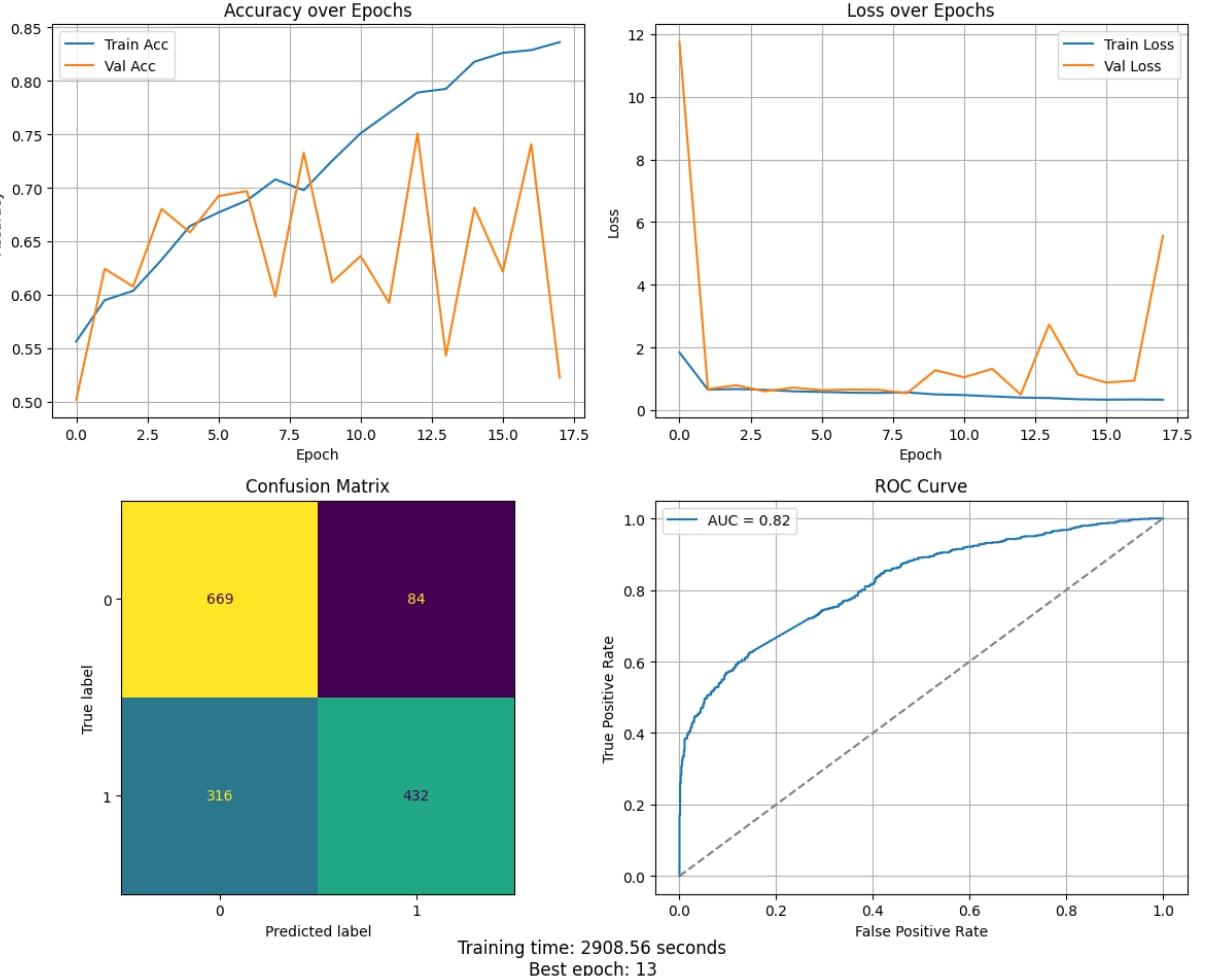 Accuracy over Epochs
0.85
0.80
0.75
0.70
0.65
0.60
0.55
0.50
Train Acc
Val Acc
0.0 2.5 5.0 7.5 10.0 12.5 15.0 17.5
Epoch
Loss over Epochs
12
10
8
6
4
2
0
Loss
Train Loss
Val Loss
0.0 2.5 5.0 7.5 10.0 12.5 15.0 17.5
Epoch
Confusion Matrix
True label
0
1
669 84
316 432
0 1
Predicted label
ROC Curve
AUC = 0.82
1.0
0.8
0.6
0.4
0.2
0.0
True Positive Rate
0.0 0.2 0.4 0.6 0.8 1.0
False Positive Rate
Training time: 2908.56 seconds
Best epoch: 13